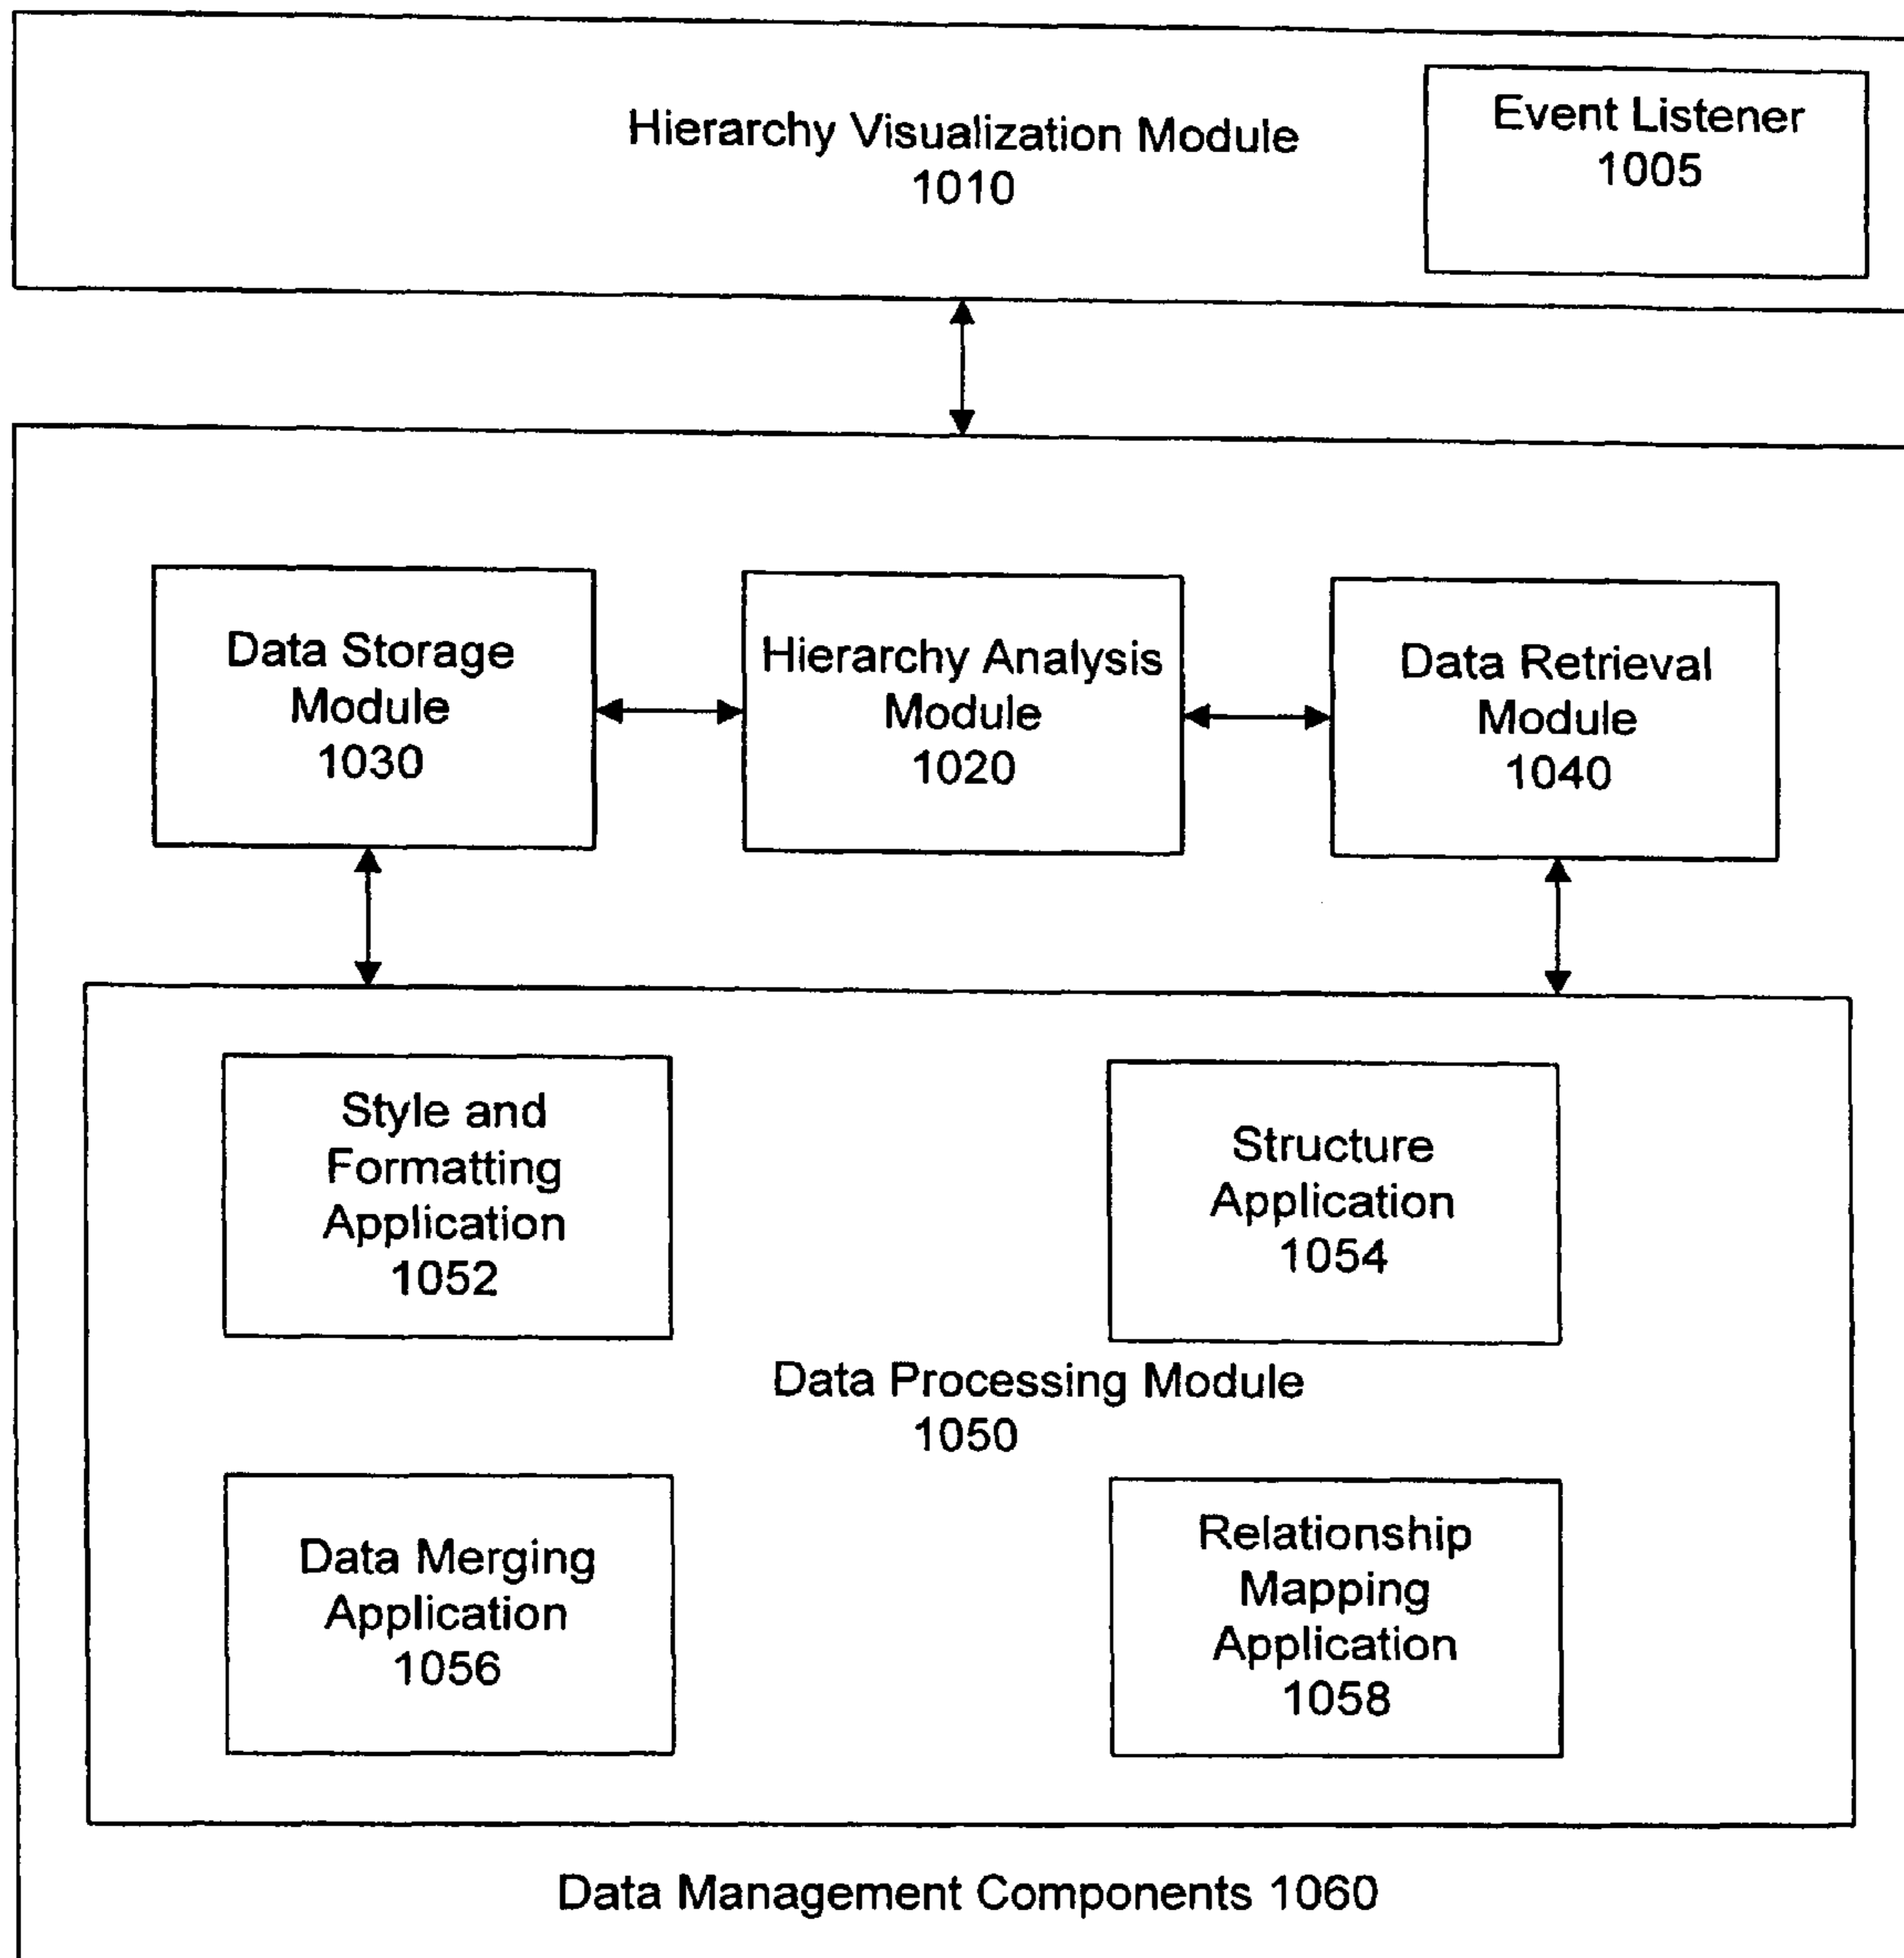 Hierarchy Visualization Module
1010
Event Listener
1005
Data Storage
Module
1030
Hierarchy Analysis
Module
1020
Data Retrieval
Module
1040
Style and
Formatting
Application
1052
Structure
Application
1054
Data Processing Module
1050
Data Merging
Application
1056
Relationship
Mapping
Application
1058
Data Management Components 1060